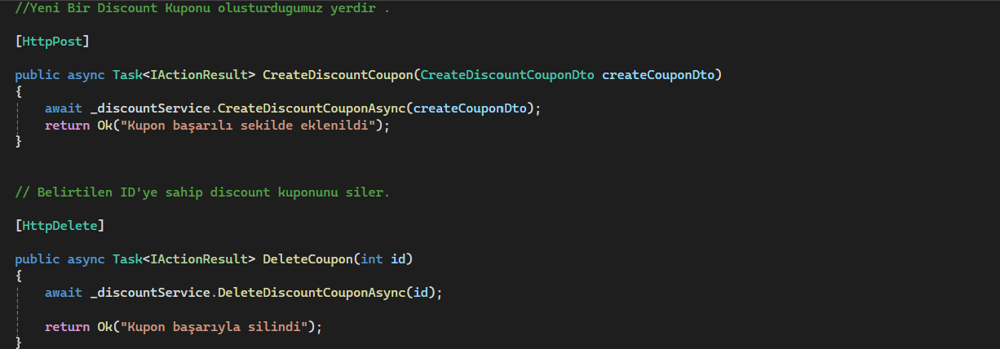 //Yeni Bir Discount Kuponu olusturdugumuz yerdir .
[HttpPost]
public async Task<IActionResult> CreateDiscountCoupon(CreateDiscountCouponDto createCouponDto)
{
await _discountService.CreateDiscountCouponAsync(createCouponDto);
return Ok("Kupon başarılı sekilde eklenildi");
}
// Belirtilen ID'ye sahip discount kuponunu siler.
[HttpDelete]
public async Task<IActionResult> DeleteCoupon(int id)
{
await _discountService.DeleteDiscountCouponAsync(id);
return Ok("Kupon başarıyla silindi");
}